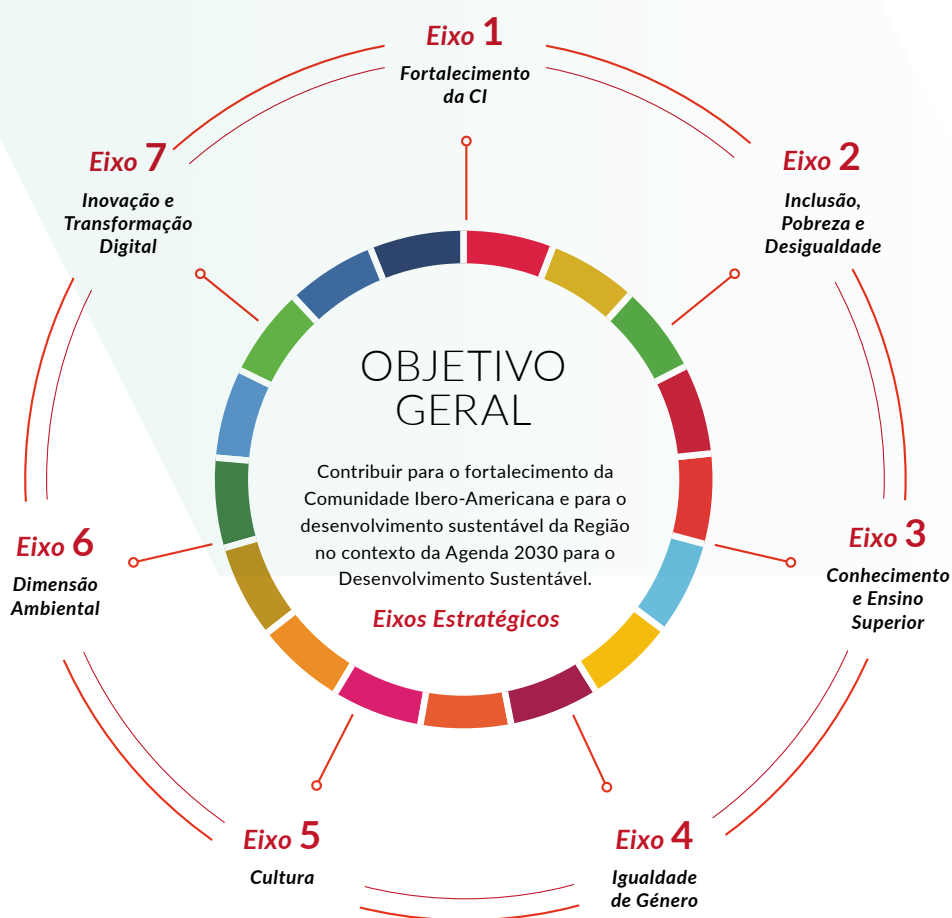 Eixo 1
Fortalecimento
da CI
Eixo 2
Inclusão,
Pobreza e
Desigualdade
Eixo 3
Conhecimento
e Ensino
Superior
Eixo 4
Igualdade
de Género
Eixo 5
Cultura
Eixo 6
Dimensão
Ambiental
Eixo 7
Inovação e
Transformação
Digital
OBJETIVO
GERAL
Contribuir para o fortalecimento da
Comunidade Ibero-Americana e para o
desenvolvimento sustentável da Região
no contexto da Agenda 2030 para o
Desenvolvimento Sustentável.
Eixos Estratégicos